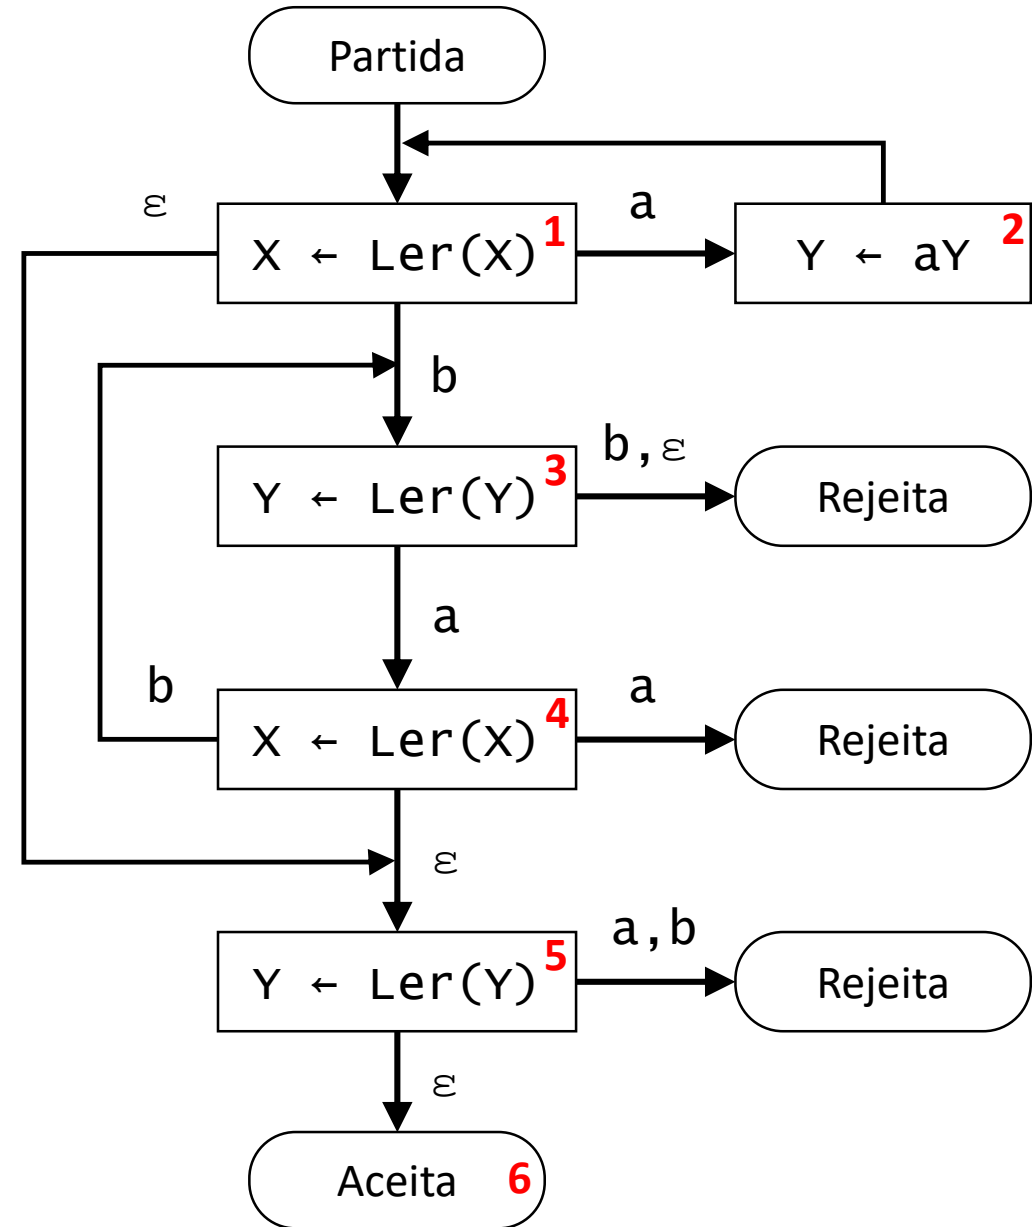 Partida
ε
X ← Ler(X) 1
a
Y ← aY 2
b
Y ← Ler(Y) 3
b,ε
Rejeita
a
b
X ← Ler(X) 4
a
Rejeita
ε
Y ← Ler(Y) 5
a,b
Rejeita
ε
Aceita 6